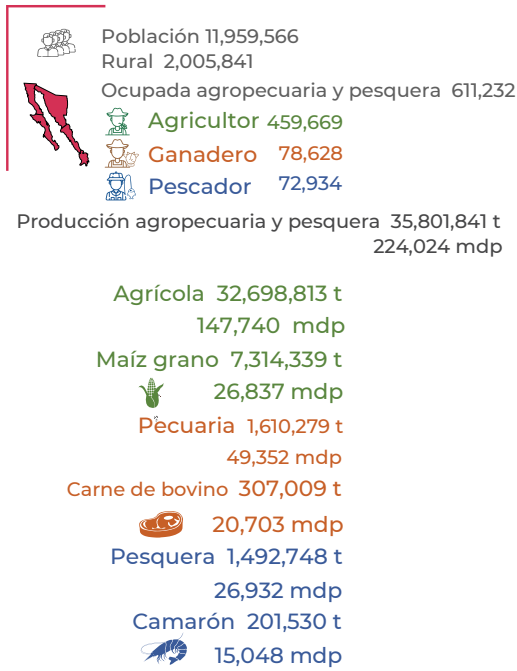 Población 11,959,566
Rural 2,005,841
Ocupada agropecuaria y pesquera 611,232
Agricultor 459,669
Ganadero 78,628
Pescador 72,934
Producción agropecuaria y pesquera 35,801,841 t
224,024 mdp
Agrícola 32,698,813 t
147,740 mdp
Maíz grano 7,314,339 t
26,837 mdp
Pecuaria 1,610,279 t
49,352 mdp
Carne de bovino 307,009 t
20,703 mdp
Pesquera 1,492,748 t
26,932 mdp
Camarón 201,530 t
15,048 mdp